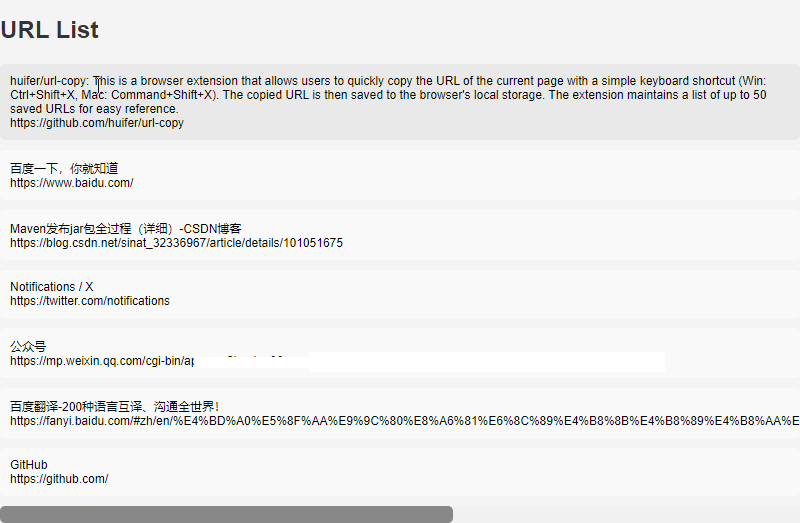 URL List
huifer/url-copy: This is a browser extension that allows users to quickly copy the URL of the current page with a simple keyboard shortcut (Win:
Ctrl+Shift+X, Mac: Command+Shift+X). The copied URL is then saved to the browser's local storage. The extension maintains a list of up to 50
saved URLs for easy reference.
https://github.com/huifer/url-copy
百度一下，你就知道
https://www.baidu.com/
Maven发布jar包全过程（详细）-CSDN博客
https://blog.csdn.net/sinat_32336967/article/details/101051675
Notifications / X
https://twitter.com/notifications
公众号
https://mp.weixin.qq.com/cgi-bin/ap
百度翻译-200种语言互译、沟通全世界！
https://fanyi.baidu.com/#zh/en/%E4%BD%A0%E5%8F%AA%E9%9C%80%E8%A6%81%E6%8C%89%E4%B8%8B%E4%B8%89%E4%B8%AA%E
GitHub
https://github.com/